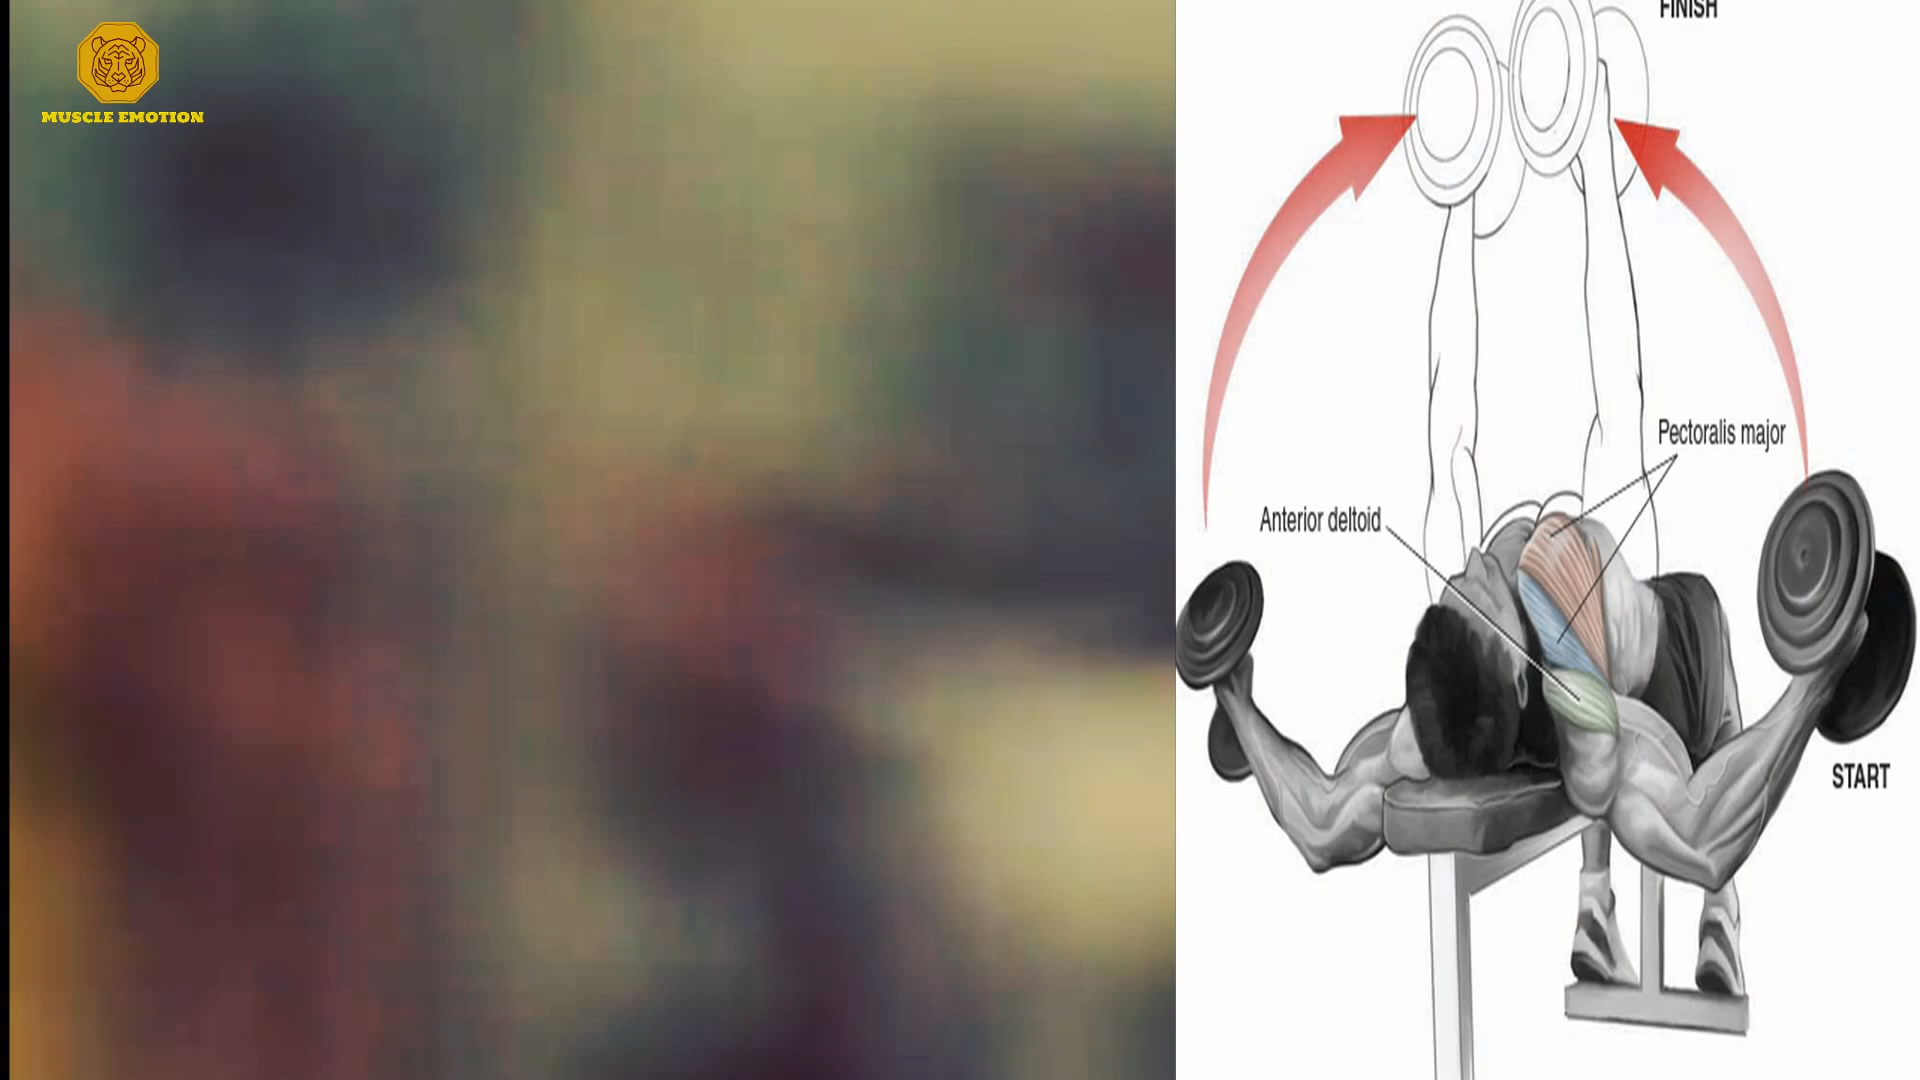 MUSCLE EMOTION
FINISH
Pectoralis major
Anterior deltoid
START